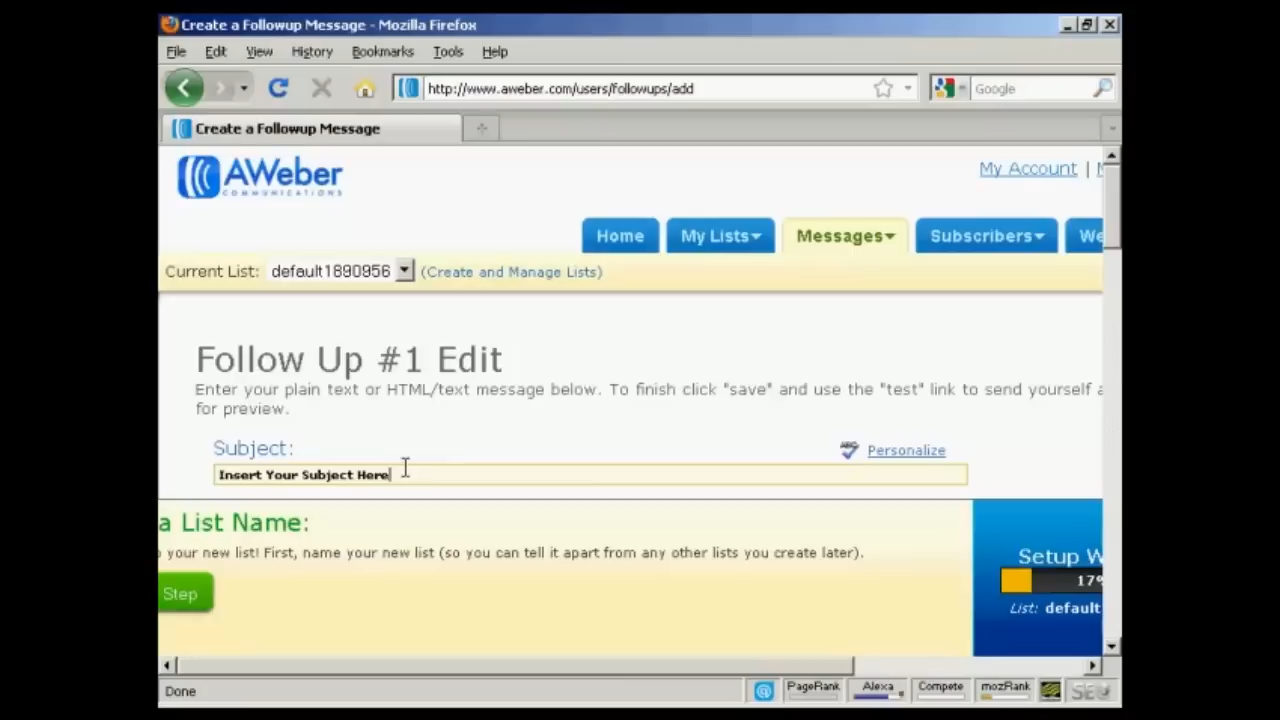 Create a Followup Message - Mozilla Firefox
File Edit View History Bookmarks Tools Help
http://www.aweber.com/users/followups/add
Google
Create a Followup Message
AWeber
COMMUNICATIONS
My Account |
Home My Lists Messages Subscribers We
Current List: default1890956 (Create and Manage Lists)
Follow Up #1 Edit
Enter your plain text or HTML/text message below. To finish click "save" and use the "test" link to send yourself a
for preview.
Subject: Personalize
Insert Your Subject Here
a List Name:
your new list! First, name your new list (so you can tell it apart from any other lists you create later).
Setup W
Step
17%
List: default
Done PageRank Alexa Compete mozRank SEO